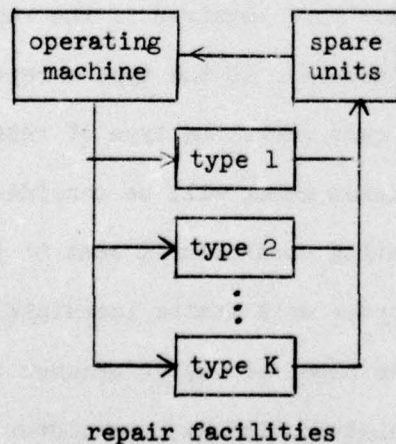 operating
machine
spare
units
type 1
type 2
⋮
type K
repair facilities